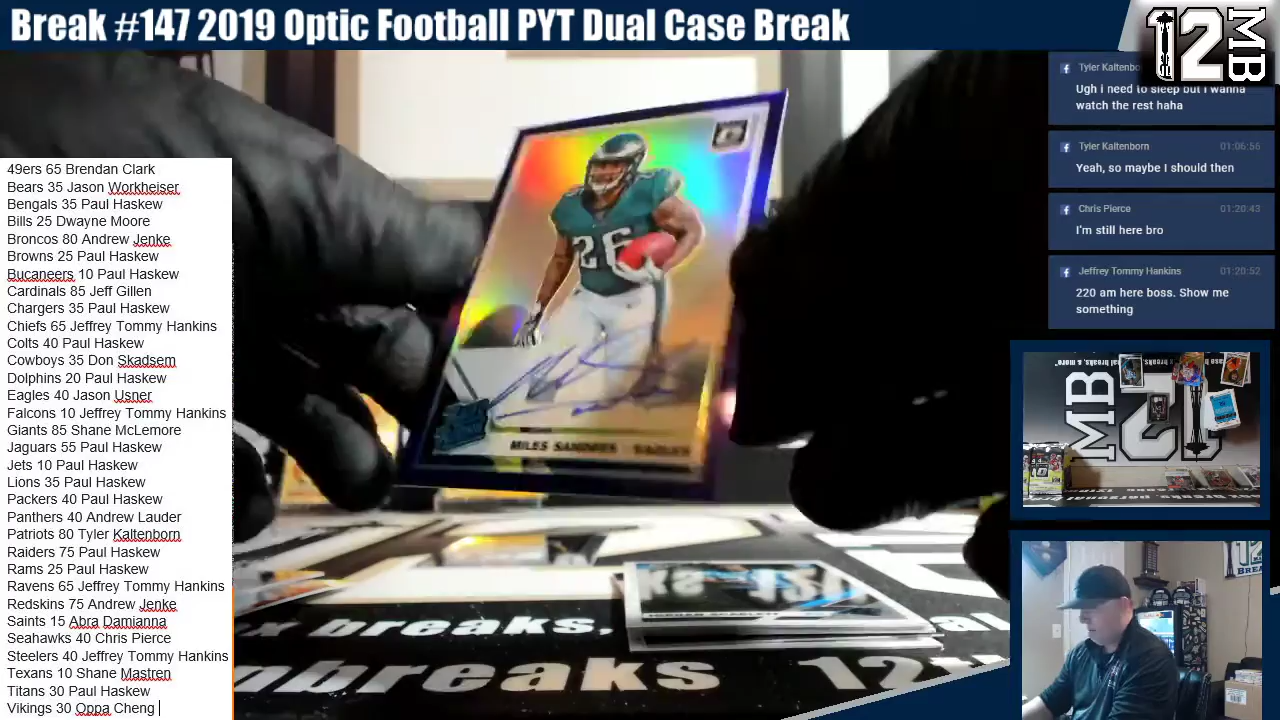 Break #147 2019 Optic Football PYT Dual Case Break
12
MB
49ers 65 Brendan Clark
Bears 35 Jason Workheiser
Bengals 35 Paul Haskew
Bills 25 Dwayne Moore
Broncos 80 Andrew Jenke
Browns 25 Paul Haskew
Bucaneers 10 Paul Haskew
Cardinals 85 Jeff Gillen
Chargers 35 Paul Haskew
Chiefs 65 Jeffrey Tommy Hankins
Colts 40 Paul Haskew
Cowboys 35 Don Skadsem
Dolphins 20 Paul Haskew
Eagles 40 Jason Usner
Falcons 10 Jeffrey Tommy Hankins
Giants 85 Shane McLemore
Jaguars 55 Paul Haskew
Jets 10 Paul Haskew
Lions 35 Paul Haskew
Packers 40 Paul Haskew
Panthers 40 Andrew Lauder
Patriots 80 Tyler Kaltenborn
Raiders 75 Paul Haskew
Rams 25 Paul Haskew
Ravens 65 Jeffrey Tommy Hankins
Redskins 75 Andrew Jenke
Saints 15 Abra Damianna
Seahawks 40 Chris Pierce
Steelers 40 Jeffrey Tommy Hankins
Texans 10 Shane Mastren
Titans 30 Paul Haskew
Vikings 30 Oppa Cheng
26
MILES SANDERS EAGLES
x breaks,
nbreaks 12
Tyler Kaltenbo
Ugh I need to sleep but I wanna
watch the rest haha
Tyler Kaltenborn 01:06:56
Yeah, so maybe I should then
Chris Pierce 01:20:43
I'm still here bro
Jeffrey Tommy Hankins 01:20:52
220 am here boss. Show me
something
MB
12